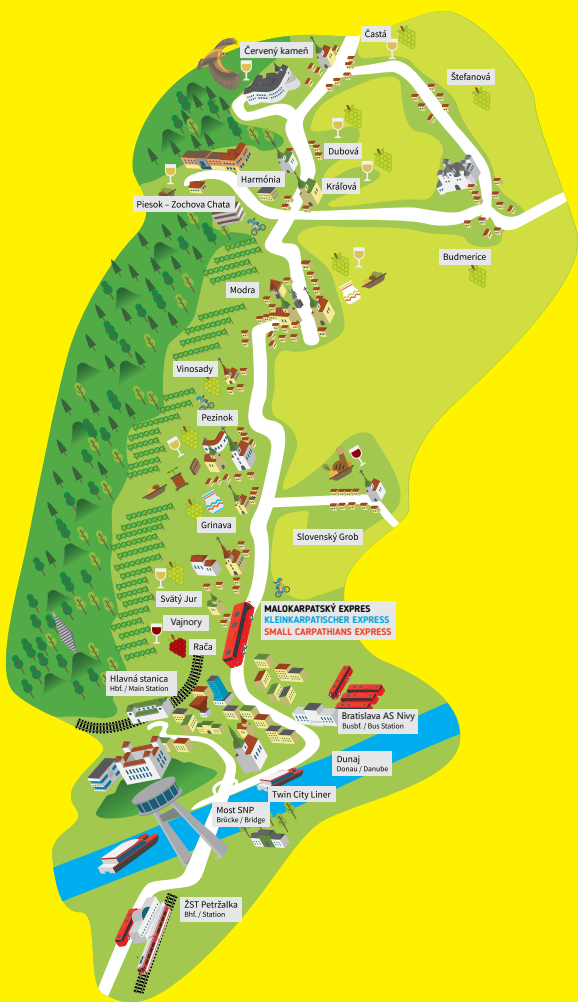 Častá
Červený kameň
Štefanová
Dubová
Harmónia
Kráľová
Piesok – Zochova Chata
Budmerice
Modra
Vinosady
Pezinok
Grinava
Slovenský Grob
Svätý Jur
MALOKARPATSKÝ EXPRES
KLEINKARPATISCHER EXPRESS
SMALL CARPATHIANS EXPRESS
Vajnory
Rača
Hlavná stanica
Hbf. / Main Station
Bratislava AS Nivy
Busbf. / Bus Station
Dunaj
Donau / Danube
Twin City Liner
Most SNP
Brücke / Bridge
ŽST Petržalka
Bhf. / Station